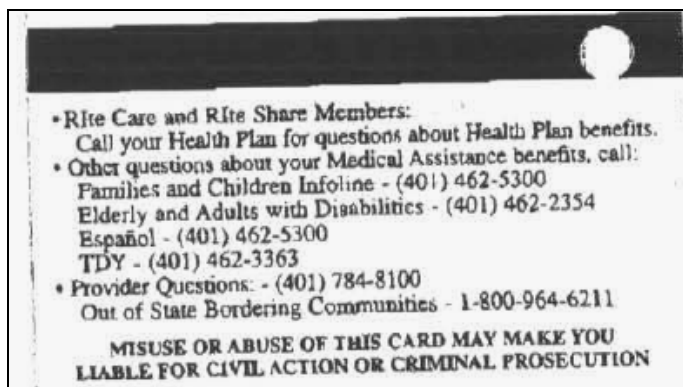 • RIte Care and RIte Share Members:
Call your Health Plan for questions about Health Plan benefits.
• Other questions about your Medical Assistance benefits, call:
Families and Children Infoline - (401) 462-5300
Elderly and Adults with Disabilities - (401) 462-2354
Español - (401) 462-5300
TDY - (401) 462-3363
• Provider Questions: - (401) 784-8100
Out of State Bordering Communities - 1-800-964-6211
MISUSE OR ABUSE OF THIS CARD MAY MAKE YOU
LIABLE FOR CIVIL ACTION OR CRIMINAL PROSECUTION